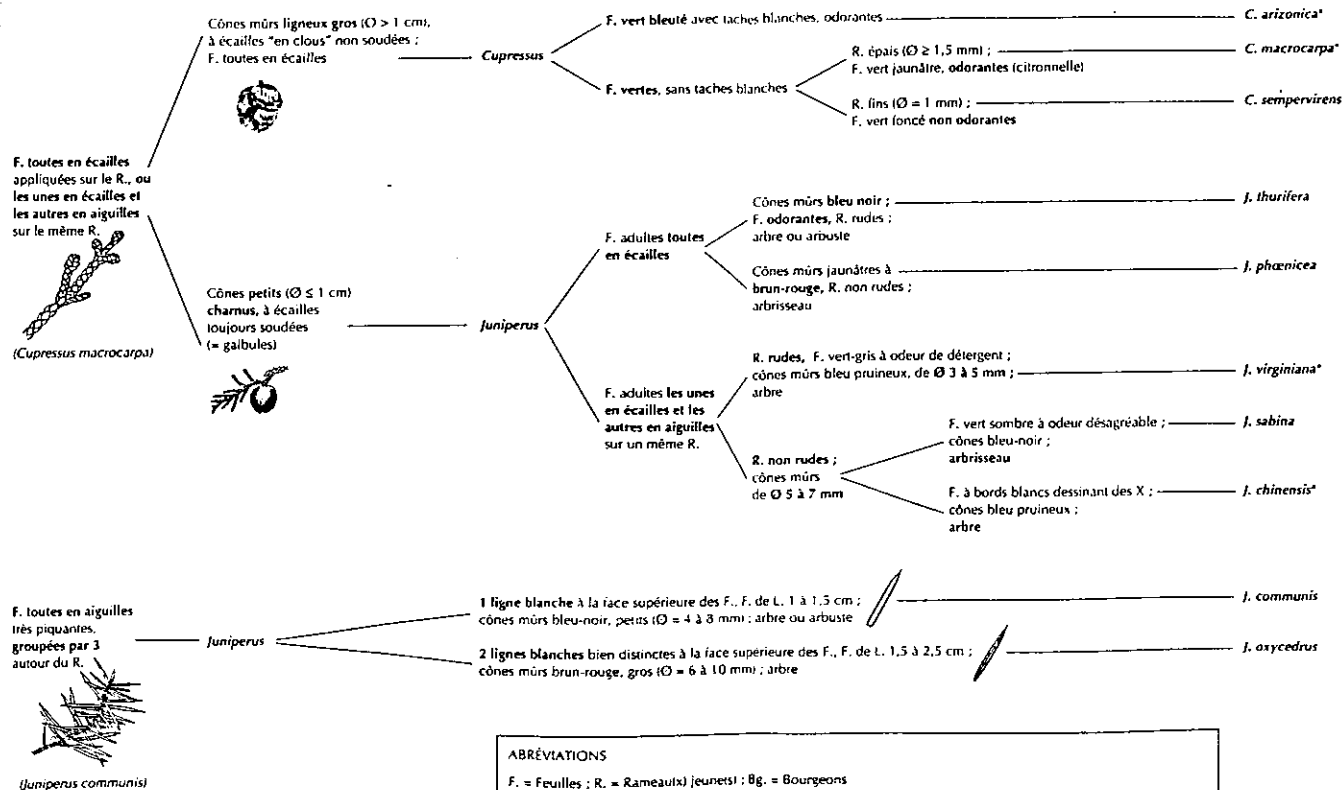 Cônes mûrs ligneux gros (Ø > 1 cm),
à écailles "en clous" non soudées ;
F. toutes en écailles
Cupressus
F. vert bleuté avec taches blanches, odorantes
C. arizonica*
F. vertes, sans taches blanches
R. épais (Ø ≥ 1,5 mm) ;
F. vert jaunâtre, odorantes (citronnelle)
C. macrocarpa*
R. fins (Ø = 1 mm) ;
F. vert foncé non odorantes
C. sempervirens
F. toutes en écailles
appliquées sur le R., ou
les unes en écailles et
les autres en aiguilles
sur le même R.
(Cupressus macrocarpa)
Cônes petits (Ø ≤ 1 cm)
charnus, à écailles
toujours soudées
(= galbules)
Juniperus
F. adultes toutes
en écailles
Cônes mûrs bleu noir ;
F. odorantes, R. rudes ;
arbre ou arbuste
J. thurifera
Cônes mûrs jaunâtres à
brun-rouge, R. non rudes ;
arbrisseau
J. phœnicea
F. adultes les unes
en écailles et les
autres en aiguilles
sur un même R.
R. rudes, F. vert-gris à odeur de détergent ;
cônes mûrs bleu pruineux, de Ø 3 à 5 mm ;
arbre
J. virginiana*
R. non rudes ;
cônes mûrs
de Ø 5 à 7 mm
F. vert sombre à odeur désagréable ;
cônes bleu-noir ;
arbrisseau
J. sabina
F. à bords blancs dessinant des X ;
cônes bleu pruineux ;
arbre
J. chinensis*
F. toutes en aiguilles
très piquantes,
groupées par 3
autour du R.
(Juniperus communis)
Juniperus
1 ligne blanche à la face supérieure des F., F. de L. 1 à 1,5 cm ;
cônes mûrs bleu-noir, petits (Ø = 4 à 8 mm) ; arbre ou arbuste
J. communis
2 lignes blanches bien distinctes à la face supérieure des F., F. de L. 1,5 à 2,5 cm ;
cônes mûrs brun-rouge, gros (Ø = 6 à 10 mm) ; arbre
J. oxycedrus
ABRÉVIATIONS
F. = Feuilles ; R. = Rameau(x) jeune(s) ; Bg. = Bourgeons